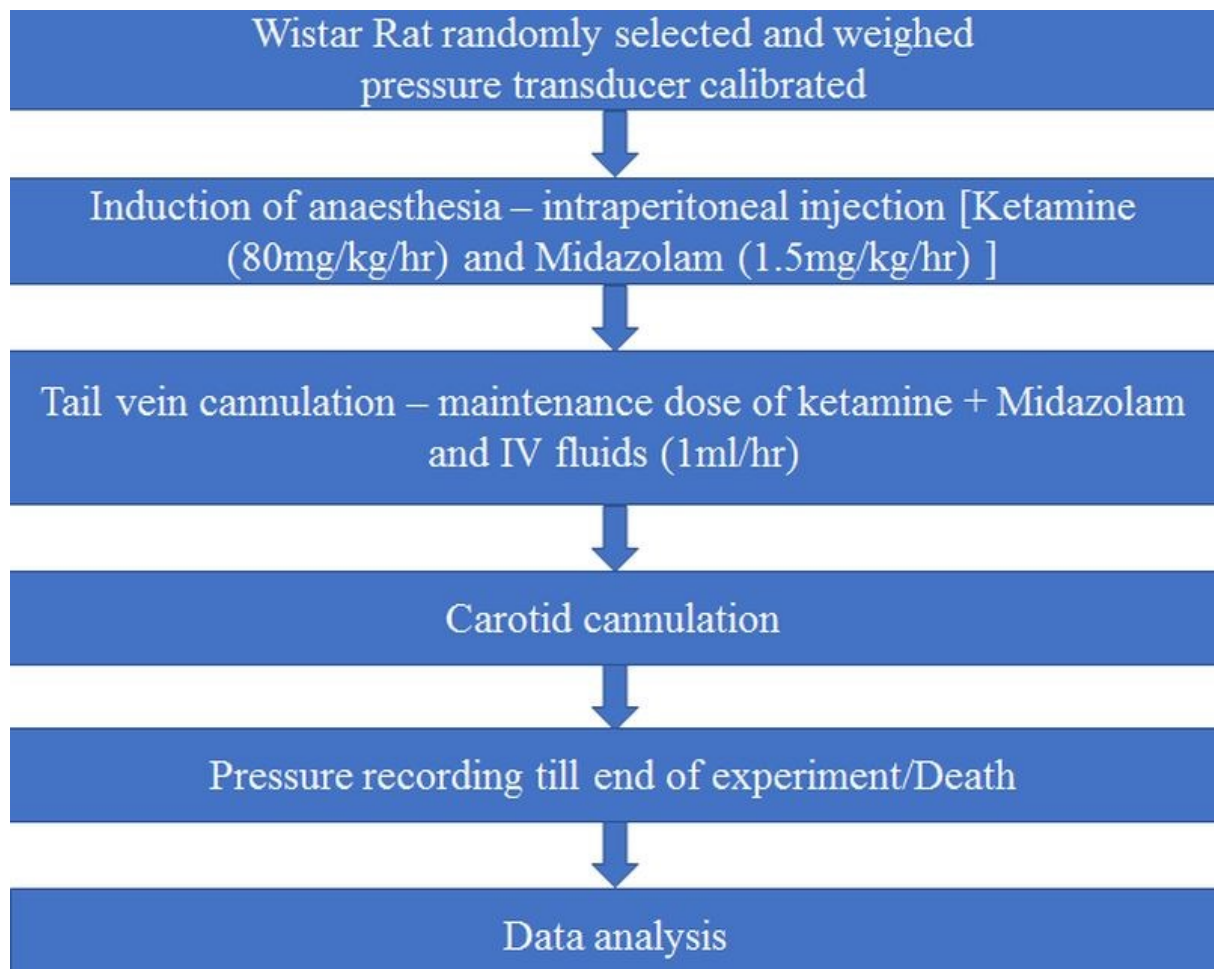 Wistar Rat randomly selected and weighed
pressure transducer calibrated
Induction of anaesthesia – intraperitoneal injection [Ketamine
(80mg/kg/hr) and Midazolam (1.5mg/kg/hr) ]
Tail vein cannulation – maintenance dose of ketamine + Midazolam
and IV fluids (1ml/hr)
Carotid cannulation
Pressure recording till end of experiment/Death
Data analysis